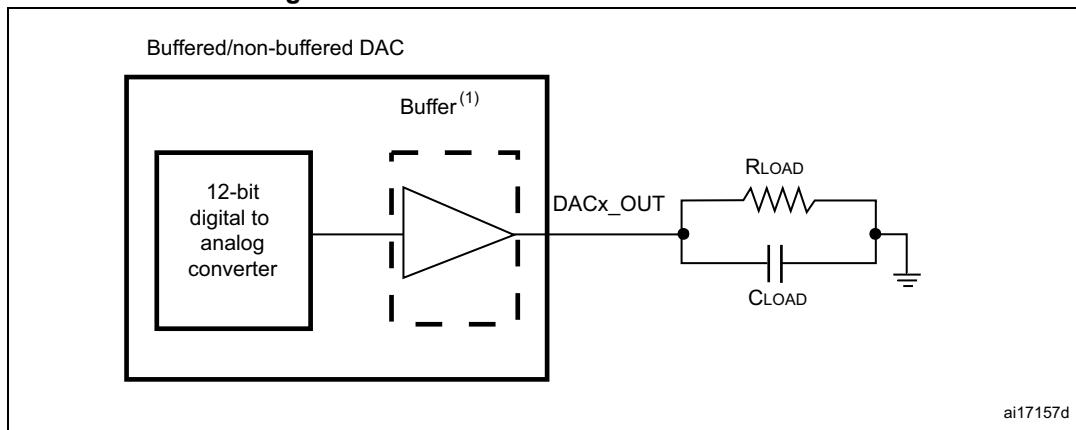 Buffered/non-buffered DAC
Buffer(1)
12-bit
digital to
analog
converter
DACx_OUT
RLOAD
CLOAD
ai17157d